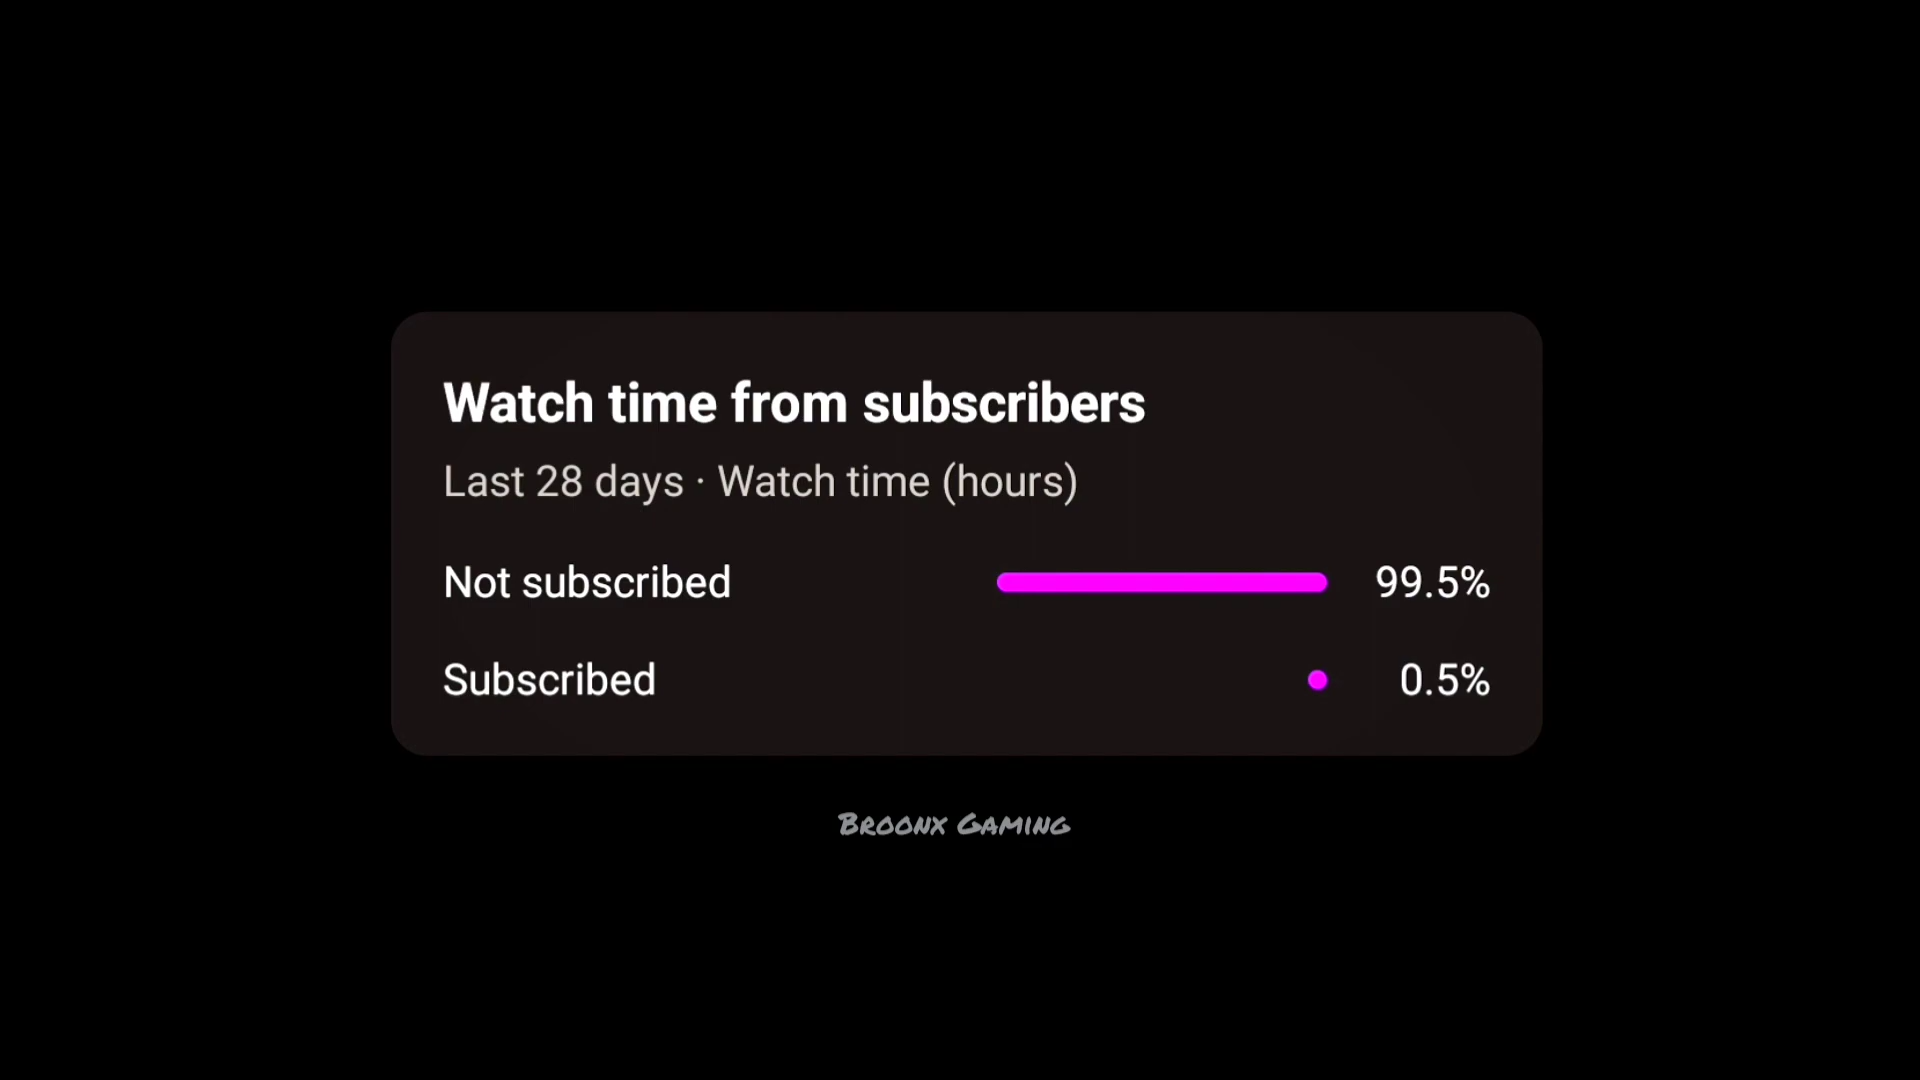 Watch time from subscribers
Last 28 days · Watch time (hours)
Not subscribed 99.5%
Subscribed 0.5%
Broonx Gaming